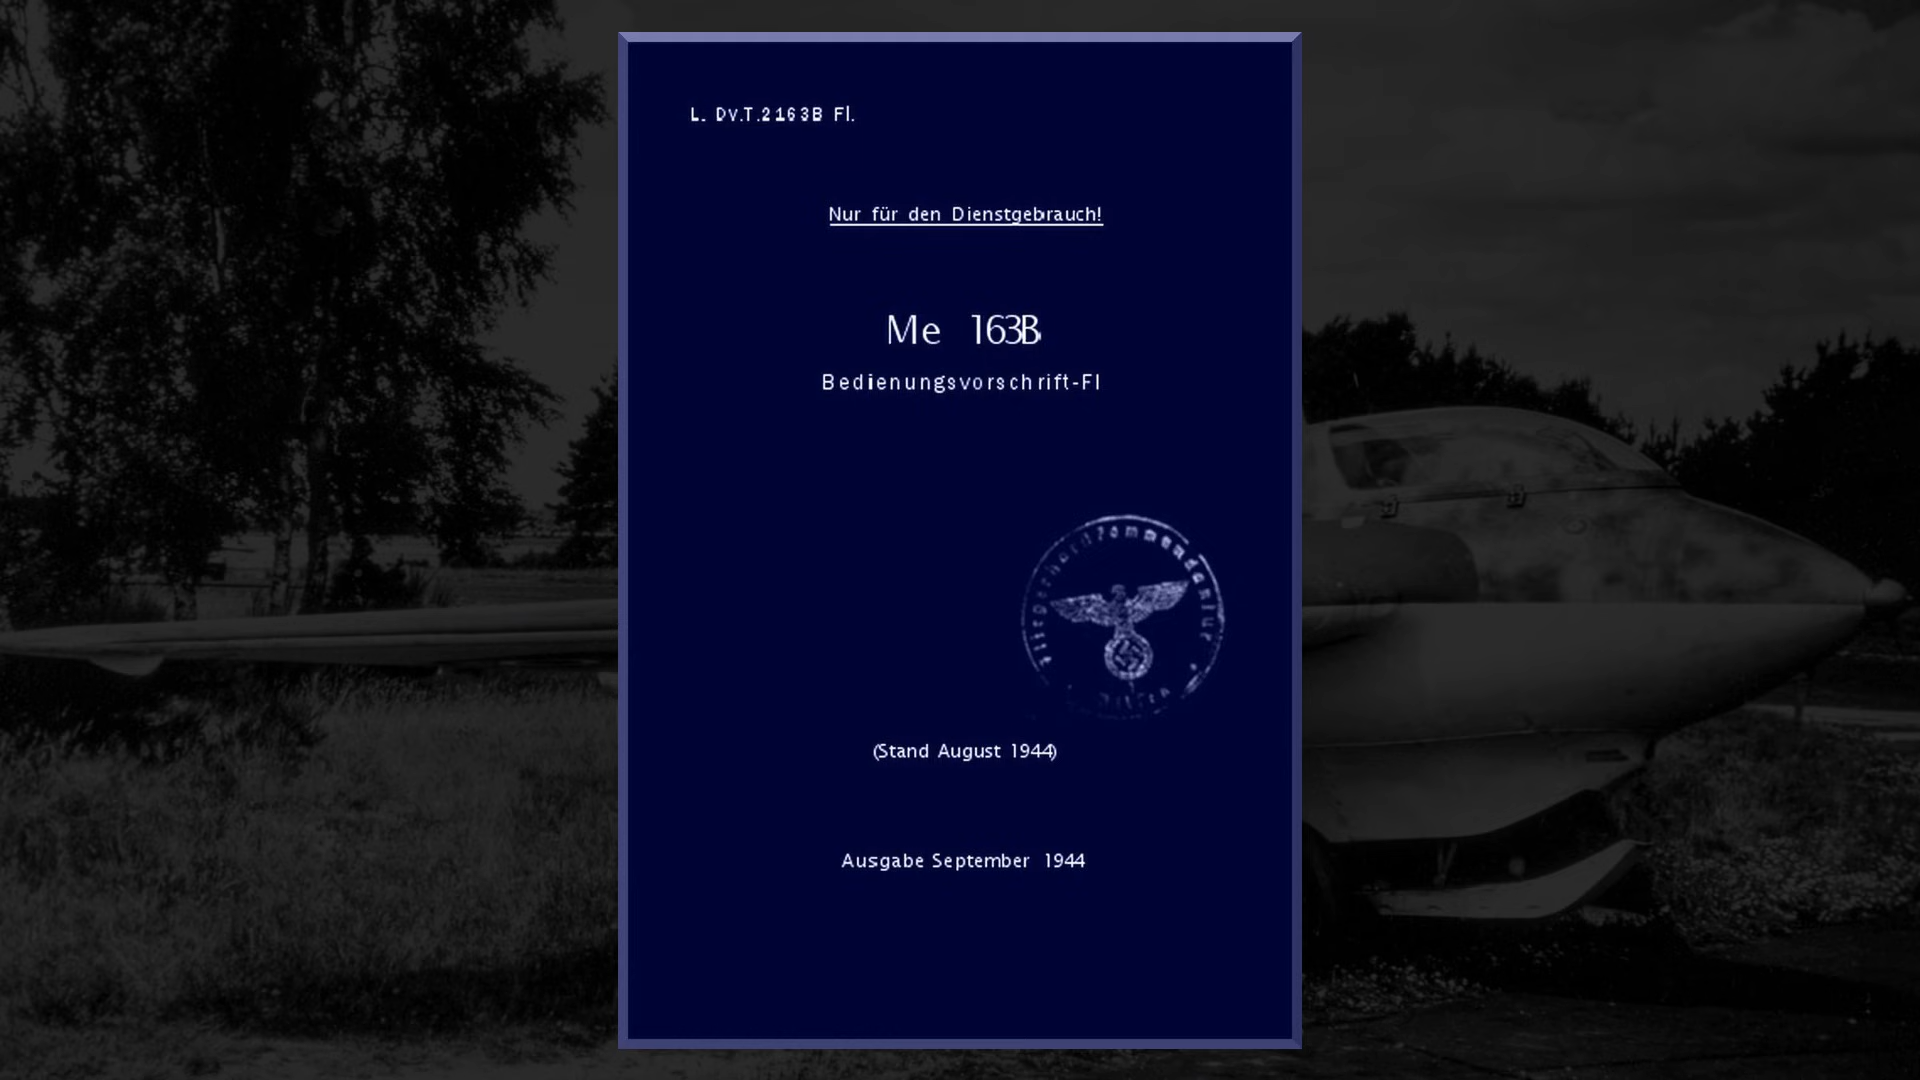 L. Dv.T.2163B Fl.
Nur für den Dienstgebrauch!
Me 163B
Bedienungsvorschrift-Fl
(Stand August 1944)
Ausgabe September 1944